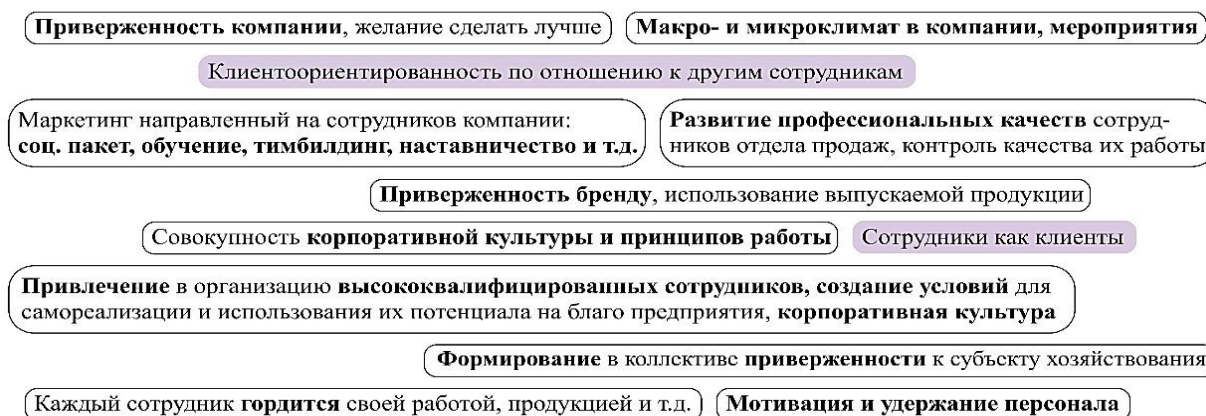 Приверженность компании, желание сделать лучше
Макро- и микроклимат в компании, мероприятия
Клиентоориентированность по отношению к другим сотрудникам
Маркетинг направленный на сотрудников компании:
соц. пакет, обучение, тимбилдинг, наставничество и т.д.
Развитие профессиональных качеств сотруд-
ников отдела продаж, контроль качества их работы
Приверженность бренду, использование выпускаемой продукции
Совокупность корпоративной культуры и принципов работы
Сотрудники как клиенты
Привлечение в организацию высококвалифицированных сотрудников, создание условий для
самореализации и использования их потенциала на благо предприятия, корпоративная культура
Формирование в коллективе приверженности к субъекту хозяйствования
Каждый сотрудник гордится своей работой, продукцией и т.д.
Мотивация и удержание персонала